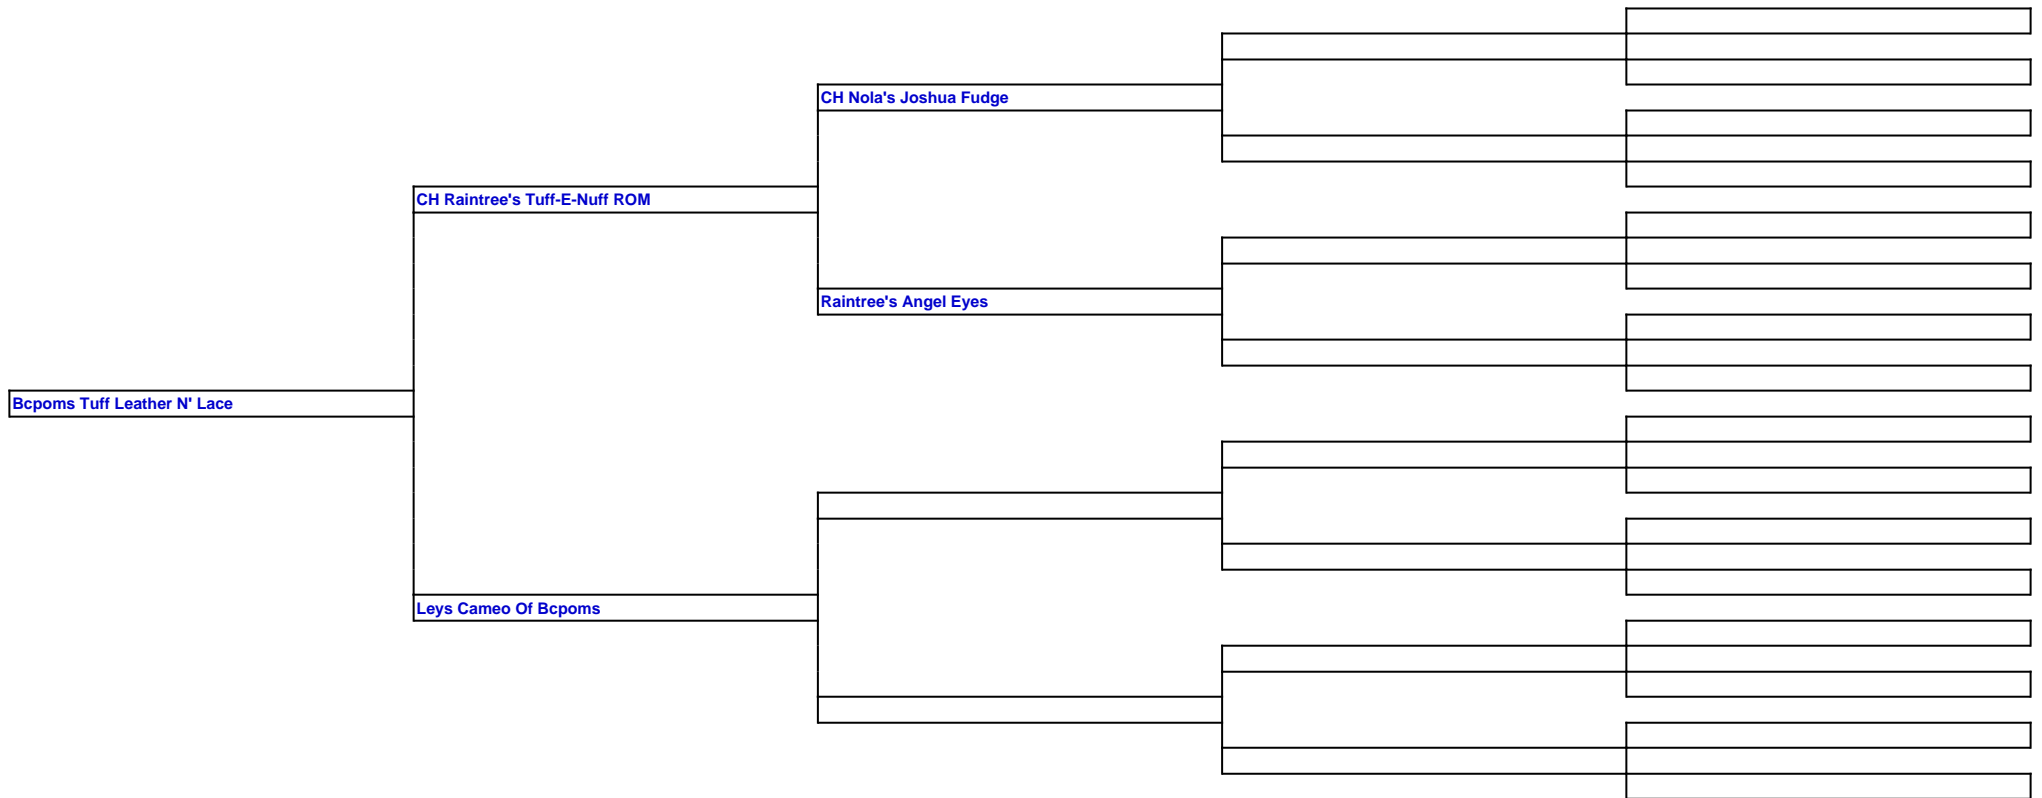 CH Nola's Joshua Fudge
CH Raintree's Tuff-E-Nuff ROM
Raintree's Angel Eyes
Bcpoms Tuff Leather N' Lace
Leys Cameo Of Bcpoms